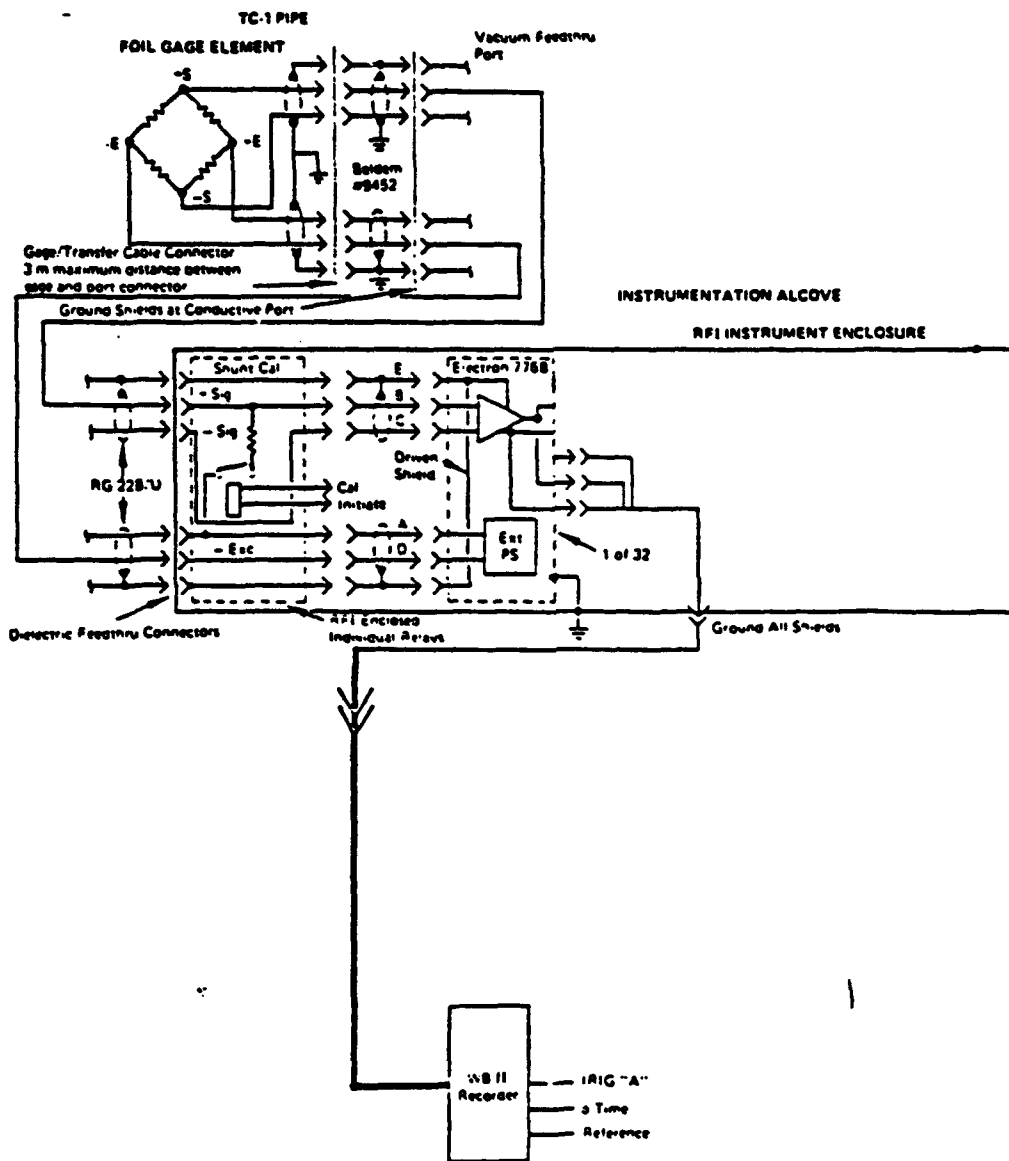 TC-1 PIPE
FOIL GAGE ELEMENT
Vacuum Feedthru
Port
-S
-E
-E
-S
Beldem
#9452
Gage/Transfer Cable Connector
3 m maximum distance between
gage and port connector
Ground Shields at Conductive Port
INSTRUMENTATION ALCOVE
RFI INSTRUMENT ENCLOSURE
Shunt Cal
E
Electron 776B
- Sig
B
- Sig
C
Driven
Shield
RG 22B/U
Cal
Initiate
A
- Exc
D
Ext
PS
1 of 32
Dielectric Feedthru Connectors
RFI Enclosed
Individual Relays
Ground All Shields
WB II
Recorder
IRIG "A"
Time
Reference